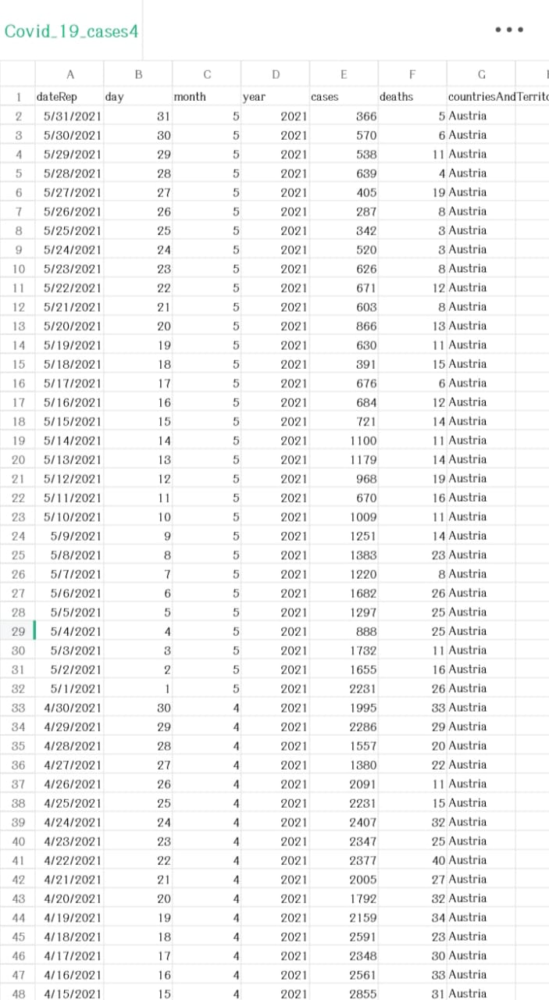 Covid_19_cases4
A B C D E F G
1 dateRep day month year cases deaths countriesAndTerrito
2 5/31/2021 31 5 2021 366 5 Austria
3 5/30/2021 30 5 2021 570 6 Austria
4 5/29/2021 29 5 2021 538 11 Austria
5 5/28/2021 28 5 2021 639 4 Austria
6 5/27/2021 27 5 2021 405 19 Austria
7 5/26/2021 26 5 2021 287 8 Austria
8 5/25/2021 25 5 2021 342 3 Austria
9 5/24/2021 24 5 2021 520 3 Austria
10 5/23/2021 23 5 2021 626 8 Austria
11 5/22/2021 22 5 2021 671 12 Austria
12 5/21/2021 21 5 2021 603 8 Austria
13 5/20/2021 20 5 2021 866 13 Austria
14 5/19/2021 19 5 2021 630 11 Austria
15 5/18/2021 18 5 2021 391 15 Austria
16 5/17/2021 17 5 2021 676 6 Austria
17 5/16/2021 16 5 2021 684 12 Austria
18 5/15/2021 15 5 2021 721 14 Austria
19 5/14/2021 14 5 2021 1100 11 Austria
20 5/13/2021 13 5 2021 1179 14 Austria
21 5/12/2021 12 5 2021 968 19 Austria
22 5/11/2021 11 5 2021 670 16 Austria
23 5/10/2021 10 5 2021 1009 11 Austria
24 5/9/2021 9 5 2021 1251 14 Austria
25 5/8/2021 8 5 2021 1383 23 Austria
26 5/7/2021 7 5 2021 1220 8 Austria
27 5/6/2021 6 5 2021 1682 26 Austria
28 5/5/2021 5 5 2021 1297 25 Austria
29 5/4/2021 4 5 2021 888 25 Austria
30 5/3/2021 3 5 2021 1732 11 Austria
31 5/2/2021 2 5 2021 1655 16 Austria
32 5/1/2021 1 5 2021 2231 26 Austria
33 4/30/2021 30 4 2021 1995 33 Austria
34 4/29/2021 29 4 2021 2286 29 Austria
35 4/28/2021 28 4 2021 1557 20 Austria
36 4/27/2021 27 4 2021 1380 22 Austria
37 4/26/2021 26 4 2021 2091 11 Austria
38 4/25/2021 25 4 2021 2231 15 Austria
39 4/24/2021 24 4 2021 2407 32 Austria
40 4/23/2021 23 4 2021 2347 25 Austria
41 4/22/2021 22 4 2021 2377 40 Austria
42 4/21/2021 21 4 2021 2005 27 Austria
43 4/20/2021 20 4 2021 1792 32 Austria
44 4/19/2021 19 4 2021 2159 34 Austria
45 4/18/2021 18 4 2021 2591 23 Austria
46 4/17/2021 17 4 2021 2348 30 Austria
47 4/16/2021 16 4 2021 2561 33 Austria
48 4/15/2021 15 4 2021 2855 31 Austria